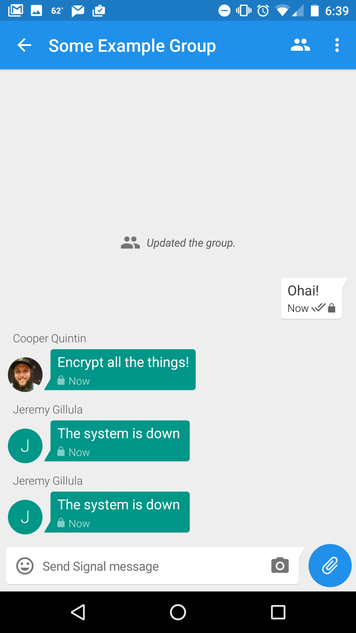 62°
6:39
Some Example Group
Updated the group.
Ohai!
Now
Cooper Quintin
Encrypt all the things!
Now
Jeremy Gillula
J
The system is down
Now
Jeremy Gillula
J
The system is down
Now
Send Signal message